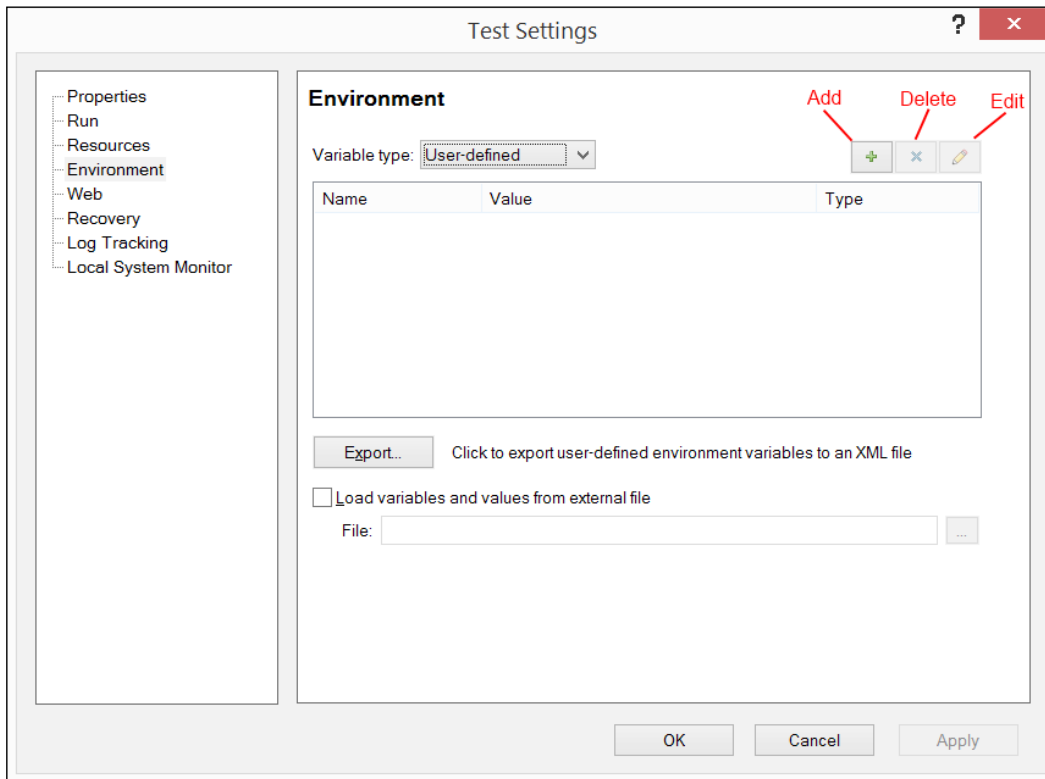 Test Settings
?
Properties
Run
Resources
Environment
Web
Recovery
Log Tracking
Local System Monitor
Environment
Add Delete Edit
Variable type: User-defined
Name Value Type
Export... Click to export user-defined environment variables to an XML file
Load variables and values from external file
File: ...
OK Cancel Apply